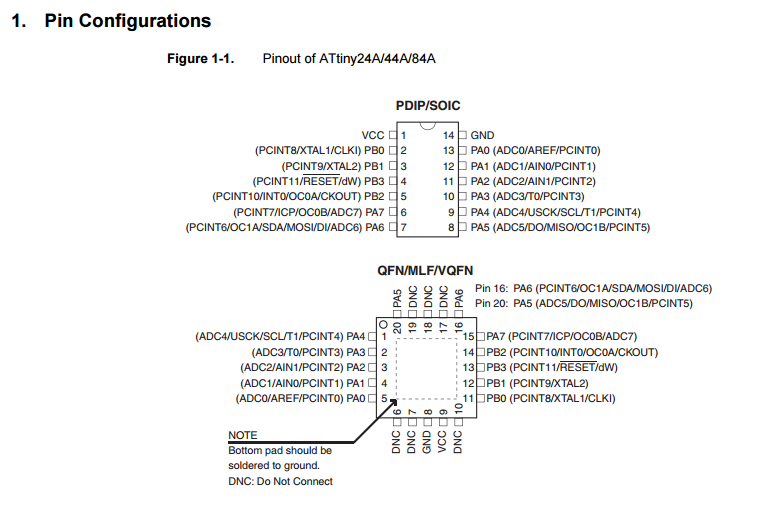 1. Pin Configurations
Figure 1-1. Pinout of ATtiny24A/44A/84A
PDIP/SOIC
VCC 1 14 GND
(PCINT8/XTAL1/CLKI) PB0 2 13 PA0 (ADC0/AREF/PCINT0)
(PCINT9/XTAL2) PB1 3 12 PA1 (ADC1/AIN0/PCINT1)
(PCINT11/RESET/dW) PB3 4 11 PA2 (ADC2/AIN1/PCINT2)
(PCINT10/INT0/OC0A/CKOUT) PB2 5 10 PA3 (ADC3/T0/PCINT3)
(PCINT7/ICP/OC0B/ADC7) PA7 6 9 PA4 (ADC4/USCK/SCL/T1/PCINT4)
(PCINT6/OC1A/SDA/MOSI/DI/ADC6) PA6 7 8 PA5 (ADC5/DO/MISO/OC1B/PCINT5)
QFN/MLF/VQFN
Pin 16: PA6 (PCINT6/OC1A/SDA/MOSI/DI/ADC6)
Pin 20: PA5 (ADC5/DO/MISO/OC1B/PCINT5)
PA5 DNC DNC DNC PA6
20 19 18 17 16
(ADC4/USCK/SCL/T1/PCINT4) PA4 1 15 PA7 (PCINT7/ICP/OC0B/ADC7)
(ADC3/T0/PCINT3) PA3 2 14 PB2 (PCINT10/INT0/OC0A/CKOUT)
(ADC2/AIN1/PCINT2) PA2 3 13 PB3 (PCINT11/RESET/dW)
(ADC1/AIN0/PCINT1) PA1 4 12 PB1 (PCINT9/XTAL2)
(ADC0/AREF/PCINT0) PA0 5 11 PB0 (PCINT8/XTAL1/CLKI)
6 7 8 9 10
DNC DNC GND VCC DNC
NOTE
Bottom pad should be
soldered to ground.
DNC: Do Not Connect